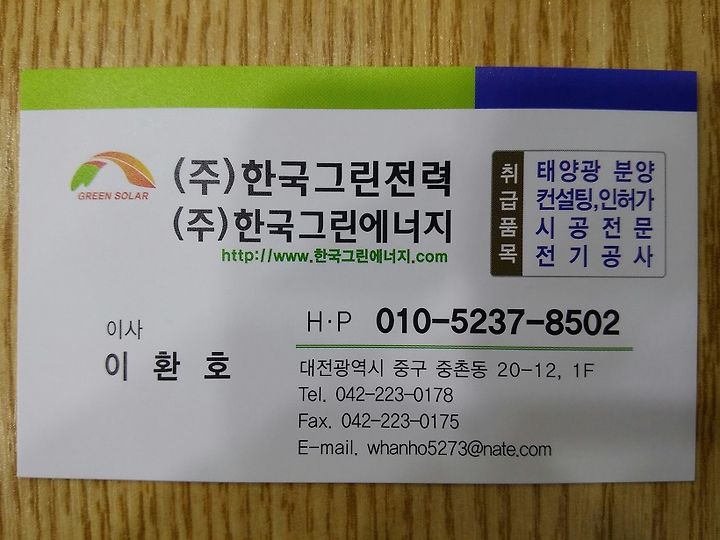 GREEN SOLAR
(주)한국그린전력
(주)한국그린에너지
http://www.한국그린에너지.com
취급품목
태양광 분양
컨설팅,인허가
시공전문
전기공사
이사
이 환 호
H·P 010-5237-8502
대전광역시 중구 중촌동 20-12, 1F
Tel. 042-223-0178
Fax. 042-223-0175
E-mail. whanho5273@nate.com